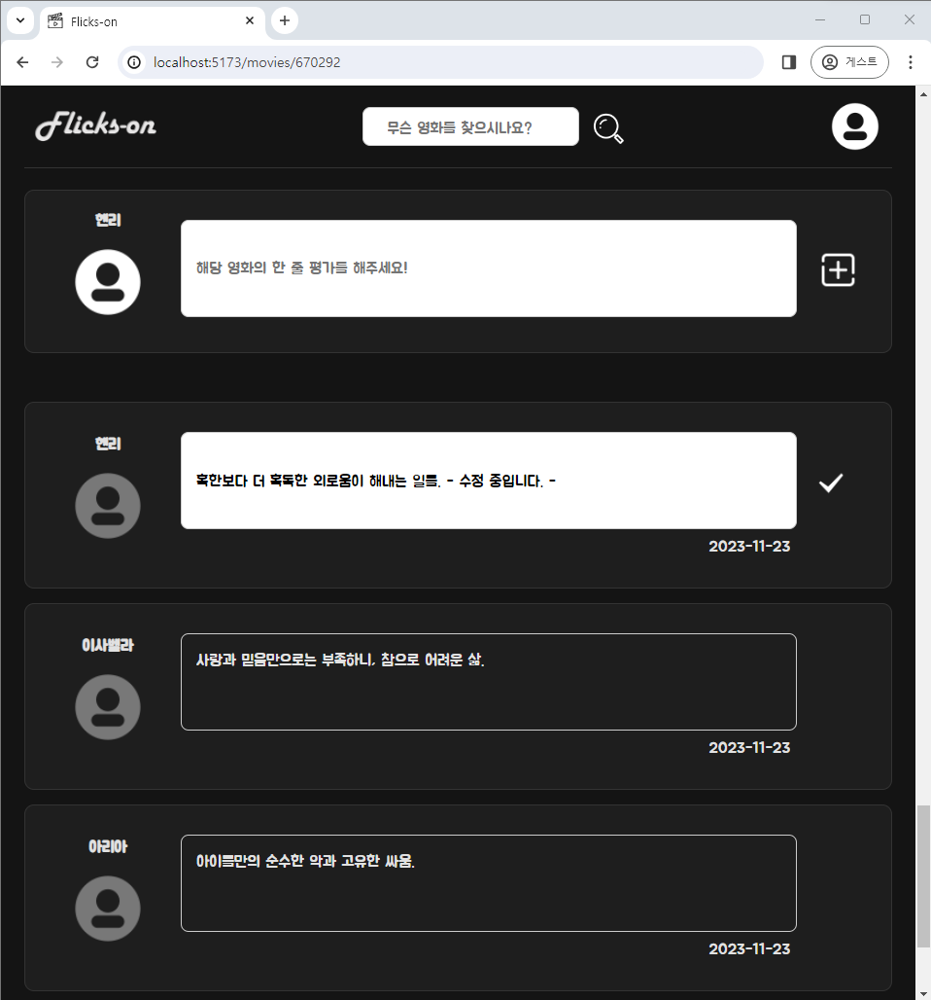 Flicks-on
localhost:5173/movies/670292
게스트
Flicks-on
무슨 영화를 찾으시나요?
핸리
해당 영화의 한 줄 평가를 해주세요!
핸리
혹한보다 더 혹독한 외로움이 해내는 일들. - 수정 중입니다. -
2023-11-23
이사벨라
사랑과 믿음만으로는 부족하니, 참으로 어려운 삶.
2023-11-23
아리아
아이들만의 순수한 악과 고유한 싸움.
2023-11-23